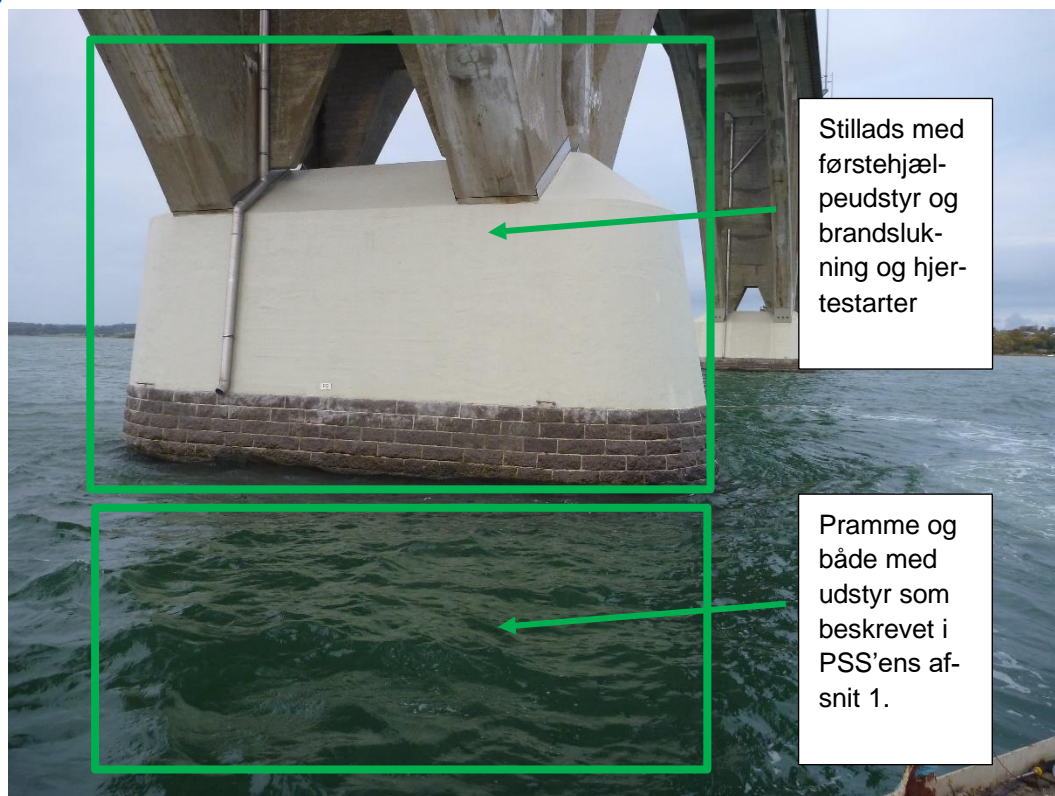 Stillads med
førstehjæl-
peudstyr og
brandsluk-
ning og hjer-
testarter
Pramme og
både med
udstyr som
beskrevet i
PSS'ens af-
snit 1.